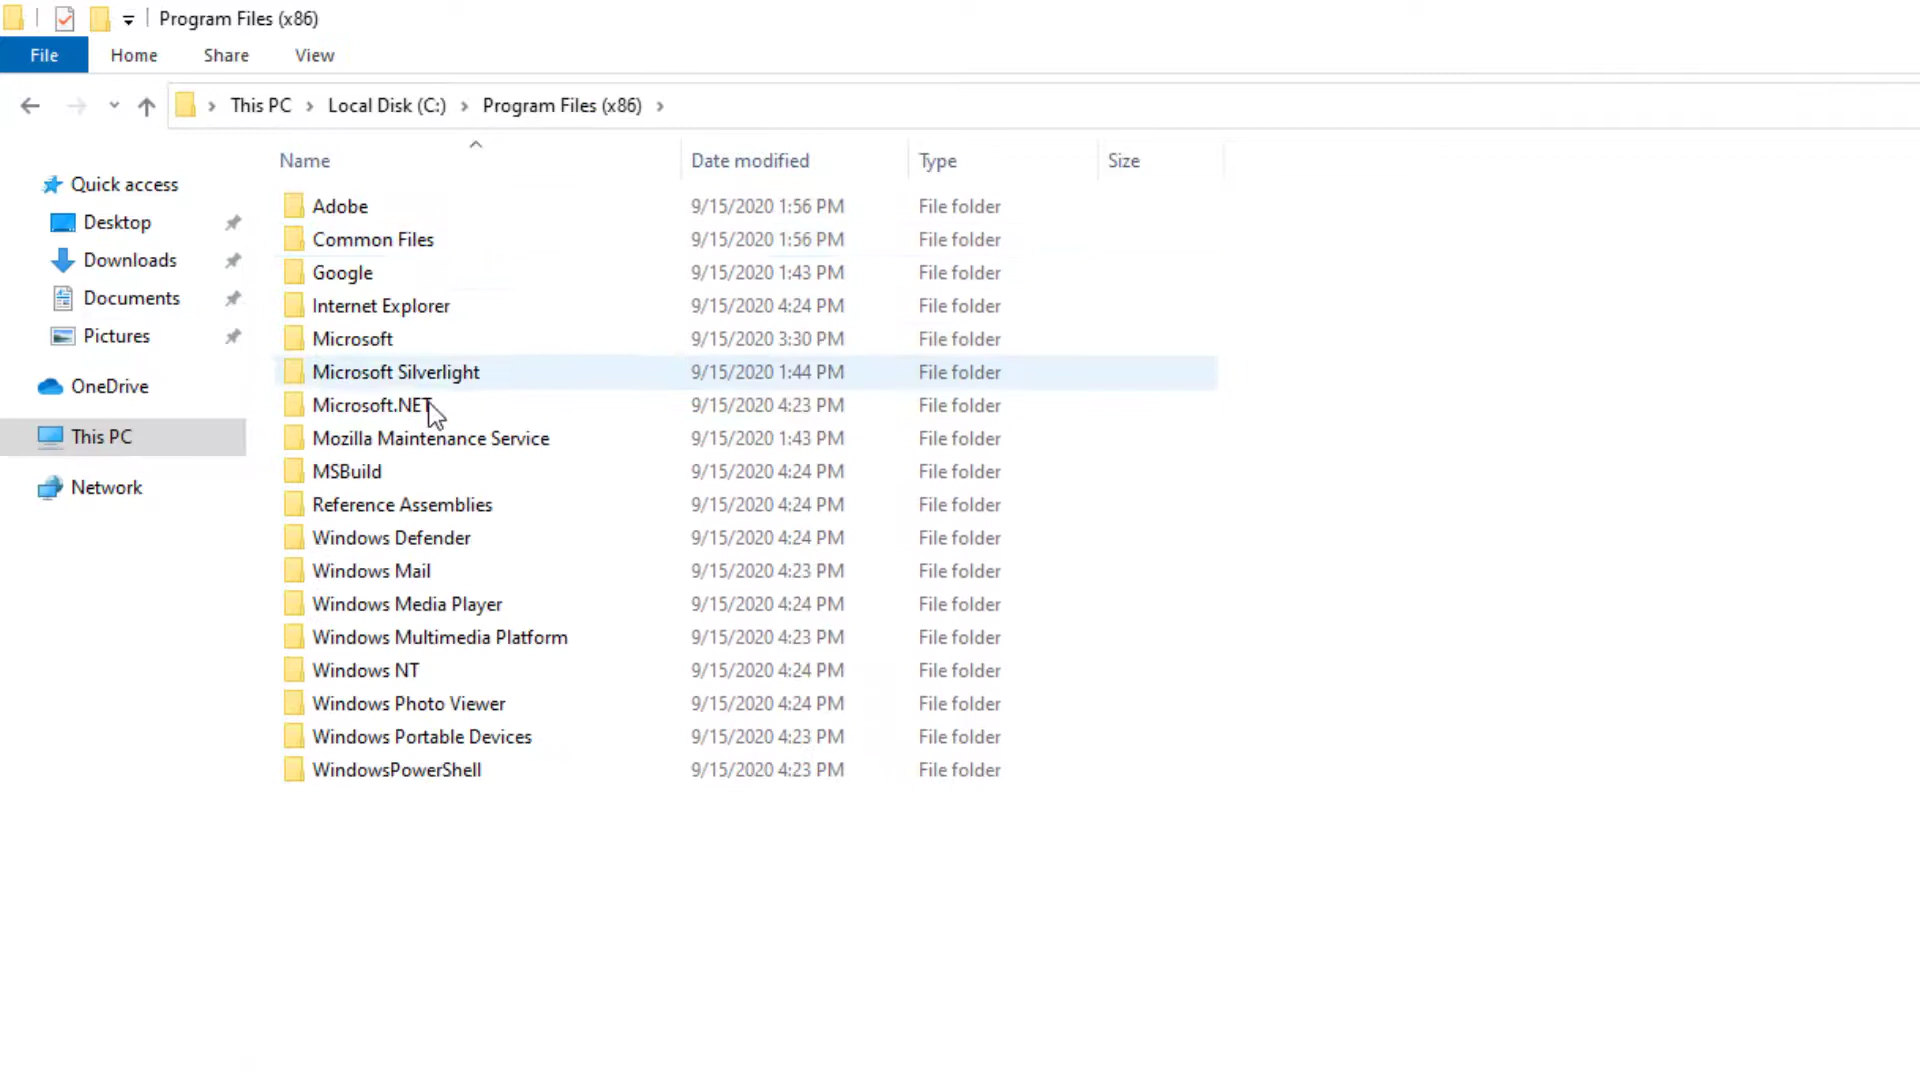 Program Files (x86)
File Home Share View
This PC Local Disk (C:) Program Files (x86)
Name Date modified Type Size
Quick access
Desktop
Downloads
Documents
Pictures
OneDrive
This PC
Network
Adobe 9/15/2020 1:56 PM File folder
Common Files 9/15/2020 1:56 PM File folder
Google 9/15/2020 1:43 PM File folder
Internet Explorer 9/15/2020 4:24 PM File folder
Microsoft 9/15/2020 3:30 PM File folder
Microsoft Silverlight 9/15/2020 1:44 PM File folder
Microsoft.NET 9/15/2020 4:23 PM File folder
Mozilla Maintenance Service 9/15/2020 1:43 PM File folder
MSBuild 9/15/2020 4:24 PM File folder
Reference Assemblies 9/15/2020 4:24 PM File folder
Windows Defender 9/15/2020 4:24 PM File folder
Windows Mail 9/15/2020 4:23 PM File folder
Windows Media Player 9/15/2020 4:24 PM File folder
Windows Multimedia Platform 9/15/2020 4:23 PM File folder
Windows NT 9/15/2020 4:24 PM File folder
Windows Photo Viewer 9/15/2020 4:24 PM File folder
Windows Portable Devices 9/15/2020 4:23 PM File folder
WindowsPowerShell 9/15/2020 4:23 PM File folder